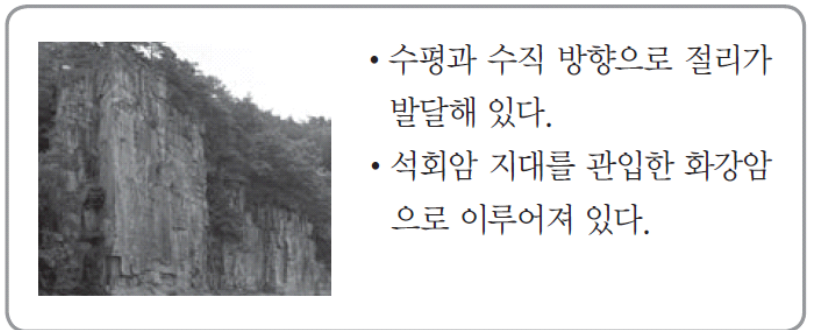 • 수평과 수직 방향으로 절리가
발달해 있다.
• 석회암 지대를 관입한 화강암
으로 이루어져 있다.